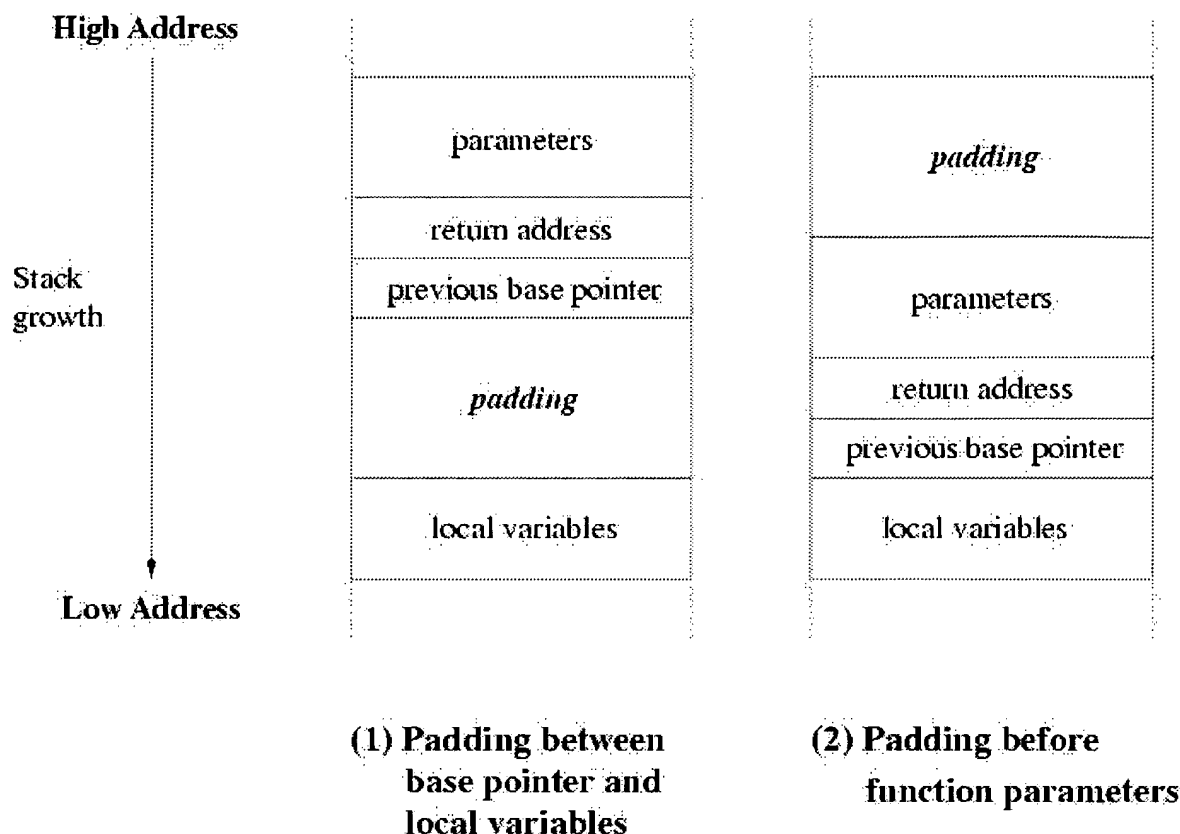 High Address
Stack
growth
Low Address
parameters
return address
previous base pointer
padding
local variables
(1) Padding between
base pointer and
local variables
padding
parameters
return address
previous base pointer
local variables
(2) Padding before
function parameters